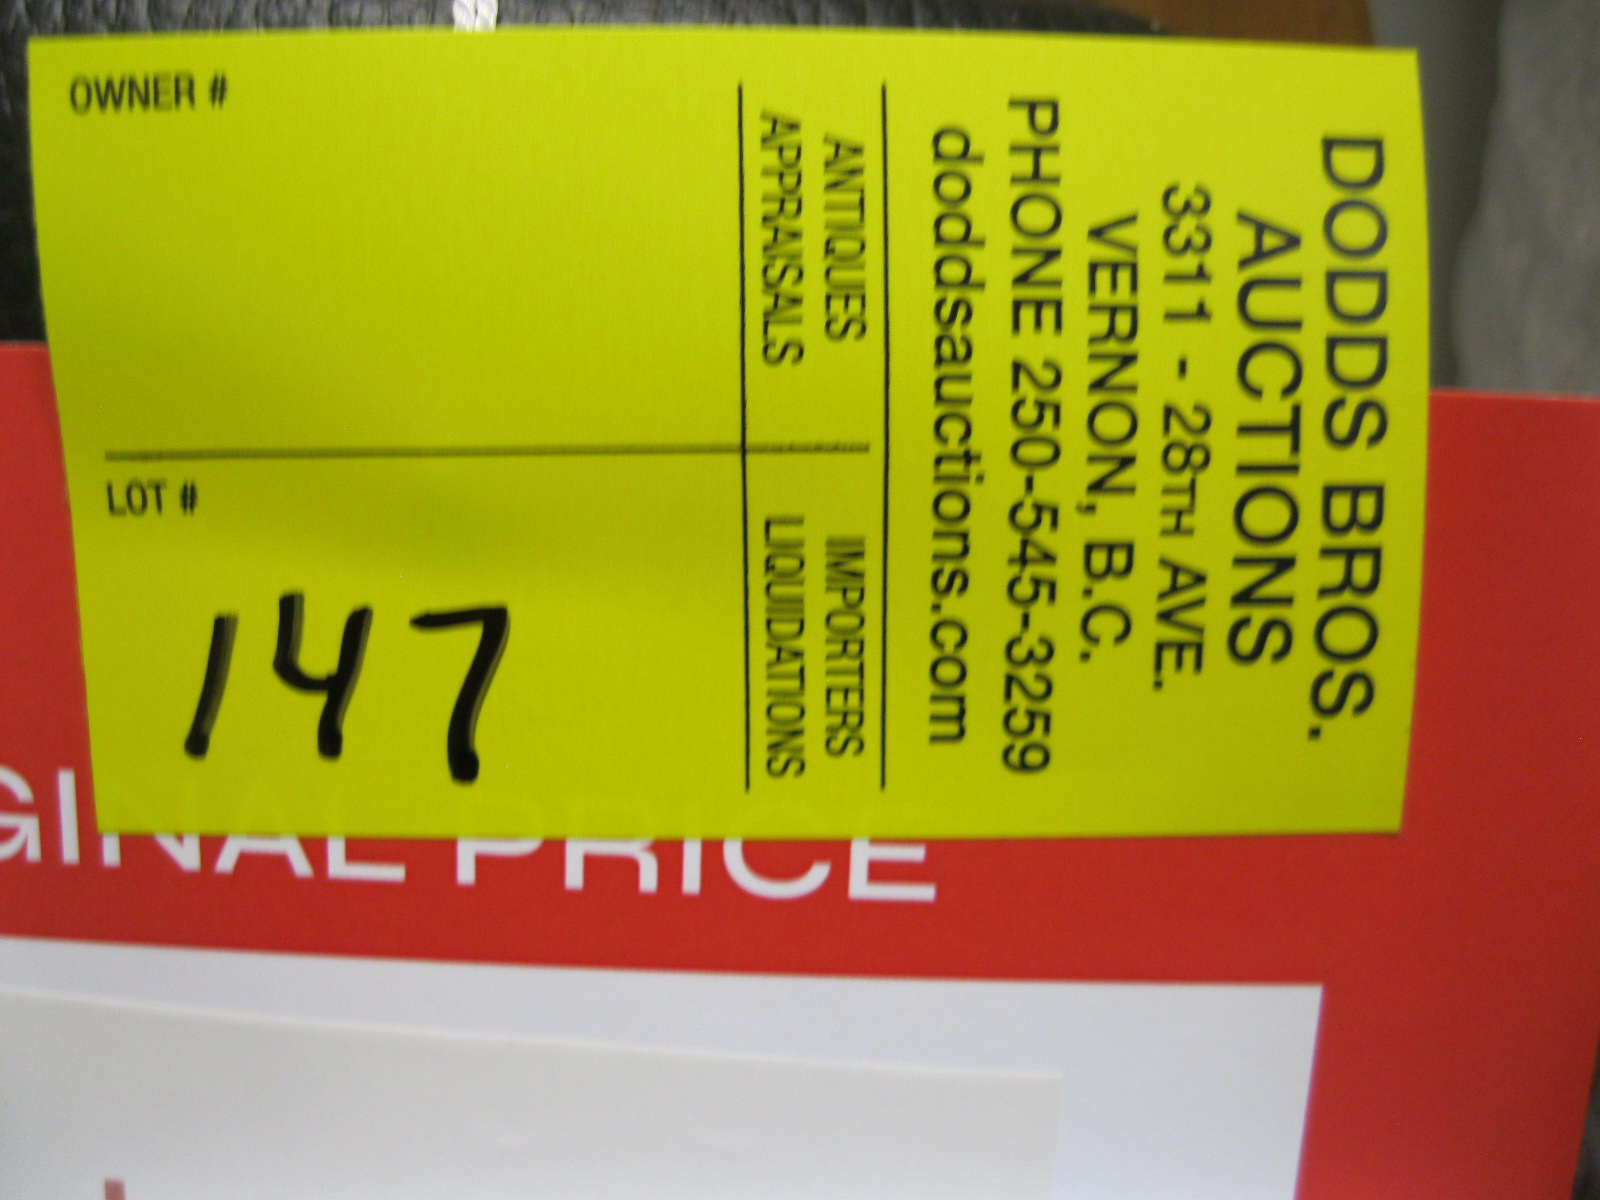 DODDS BROS.
AUCTIONS
3311 - 28TH AVE.
VERNON, B.C.
PHONE 250-545-3259
doddsauctions.com
ANTIQUES IMPORTERS
APPRAISALS LIQUIDATIONS
OWNER #
LOT #
147
GINAL PRICE